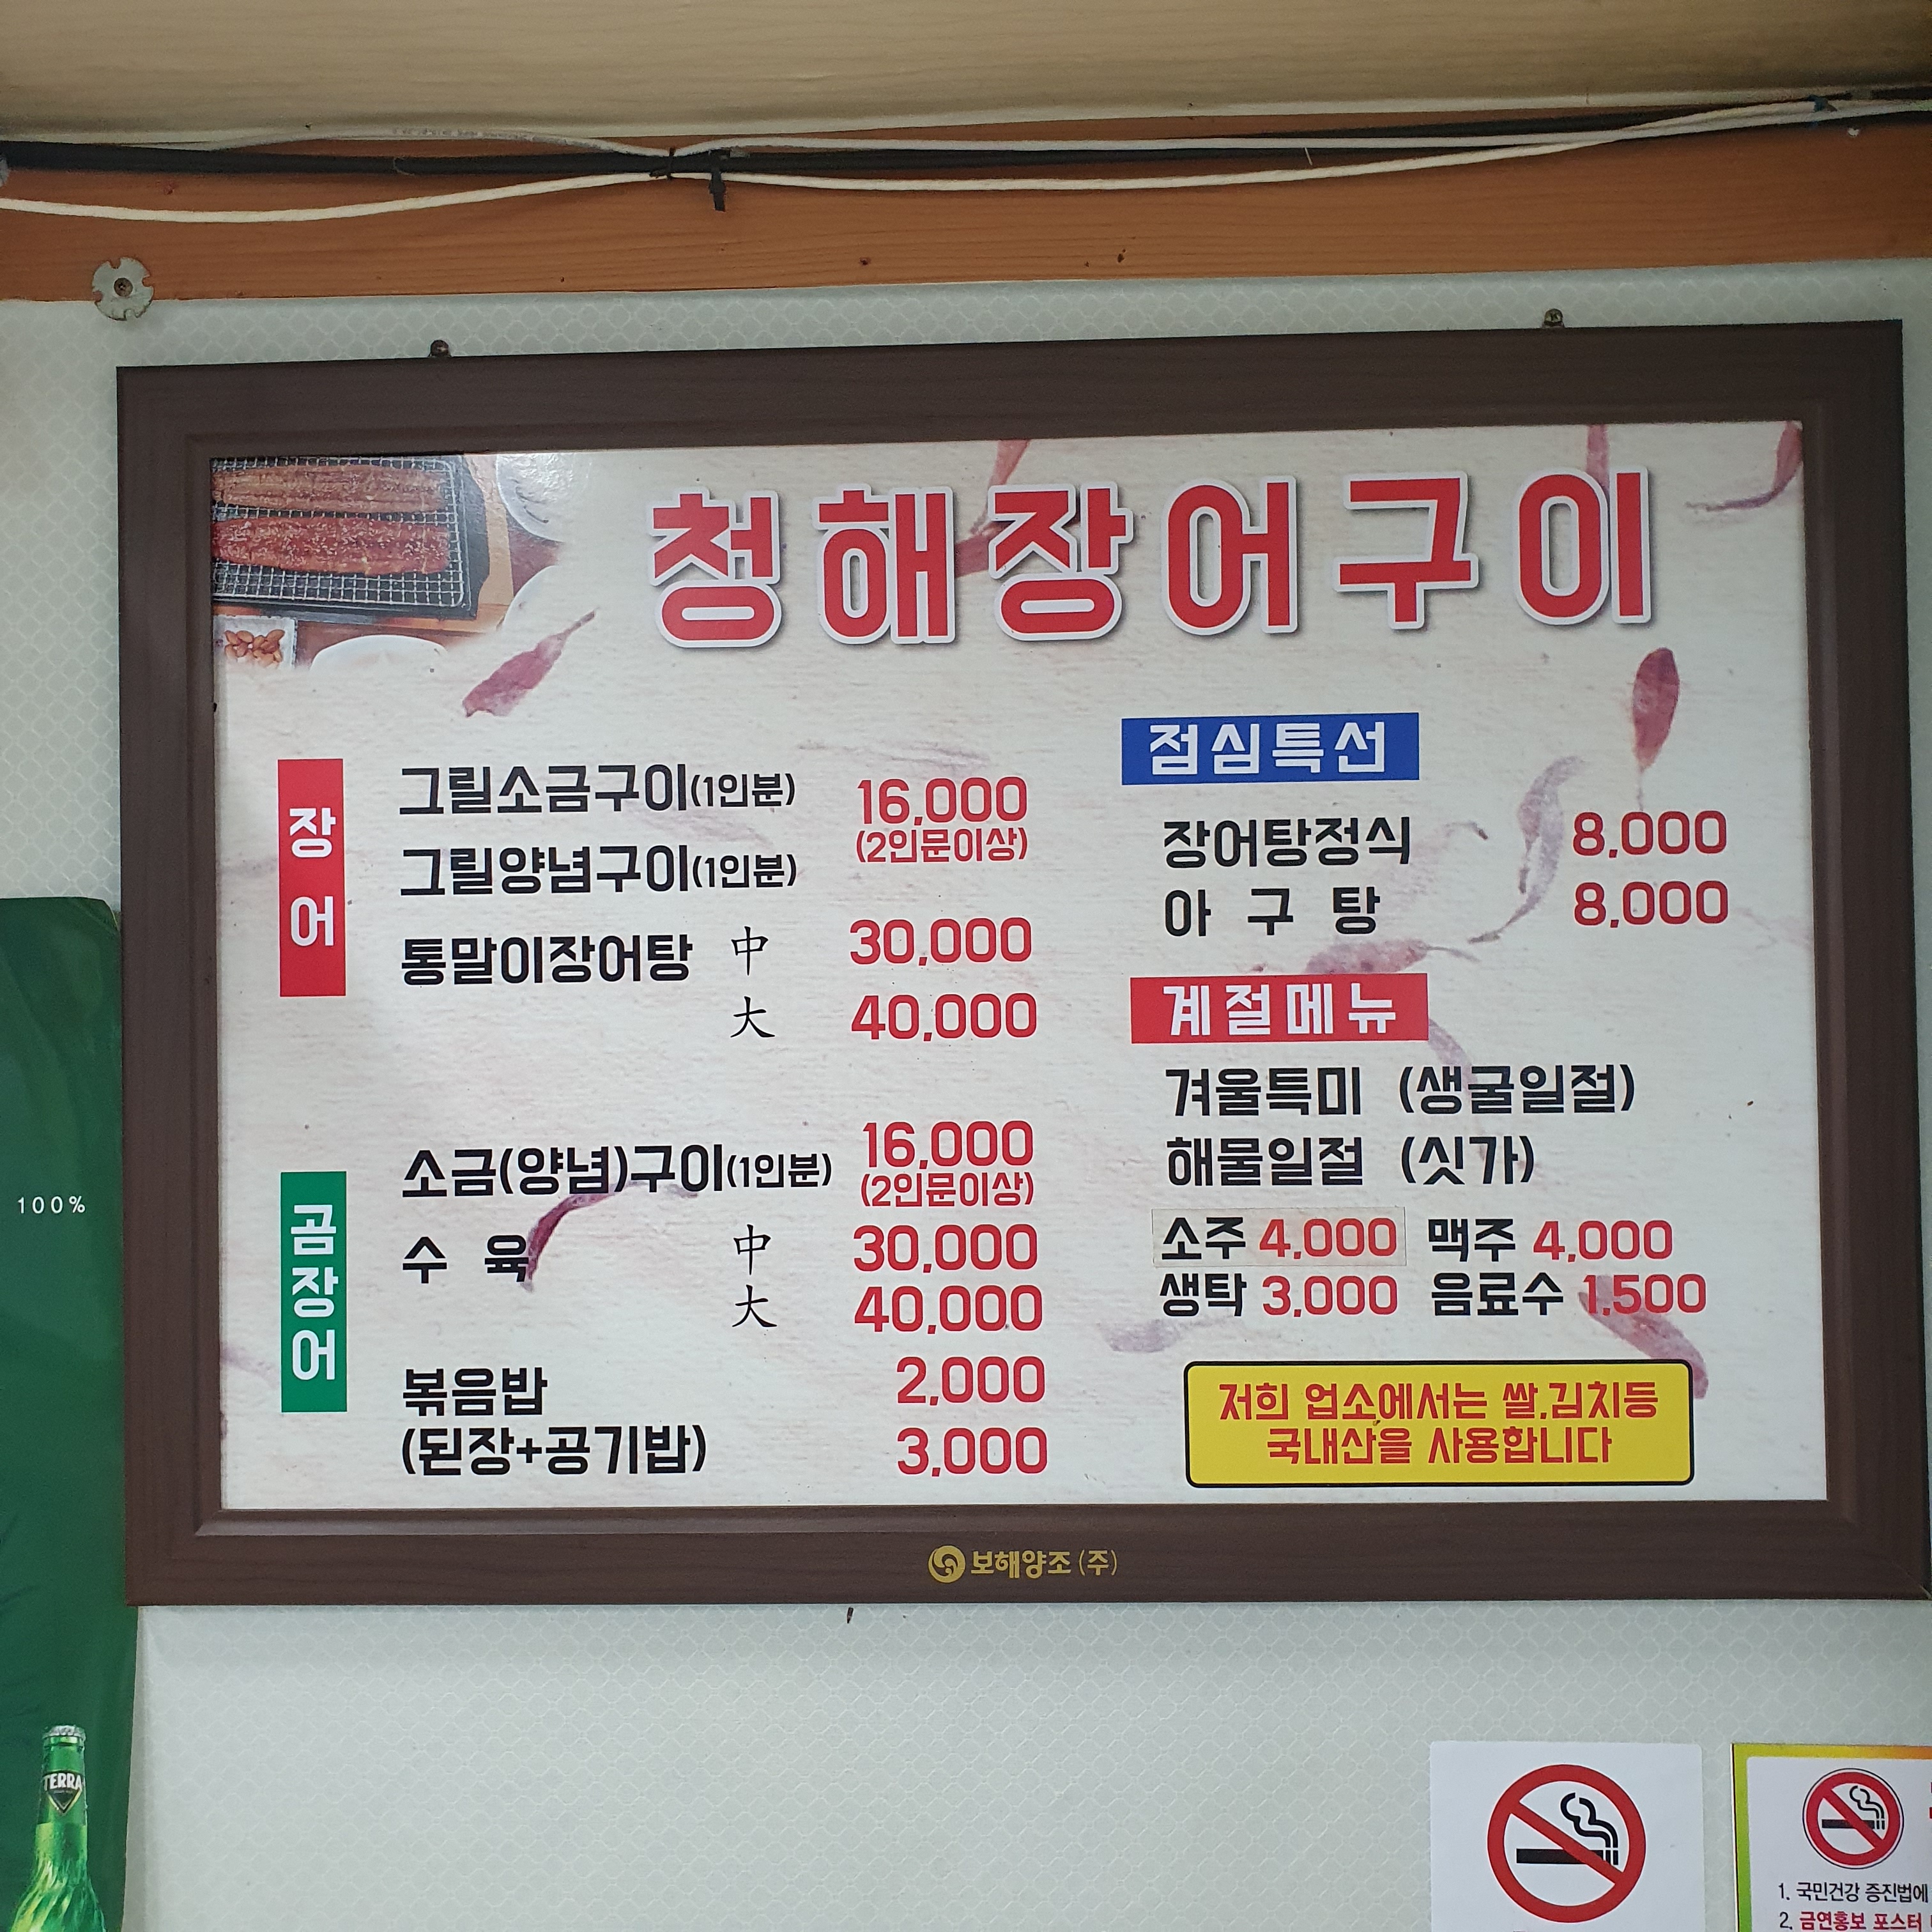 청해장어구이
장어
그릴소금구이(1인분) 16,000
(2인문이상)
그릴양념구이(1인분)
통말이장어탕 中 30,000
大 40,000
곰장어
소금(양념)구이(1인분) 16,000
(2인문이상)
수 육 中 30,000
大 40,000
볶음밥 2,000
(된장+공기밥) 3,000
점심특선
장어탕정식 8,000
아 구 탕 8,000
계절메뉴
겨울특미 (생굴일절)
해물일절 (싯가)
소주 4,000 맥주 4,000
생탁 3,000 음료수 1,500
저희 업소에서는 쌀,김치등
국내산을 사용합니다
보해양조(주)
100%
TERRA
1. 국민건강 증진법에
2. 금연홍보 포스터